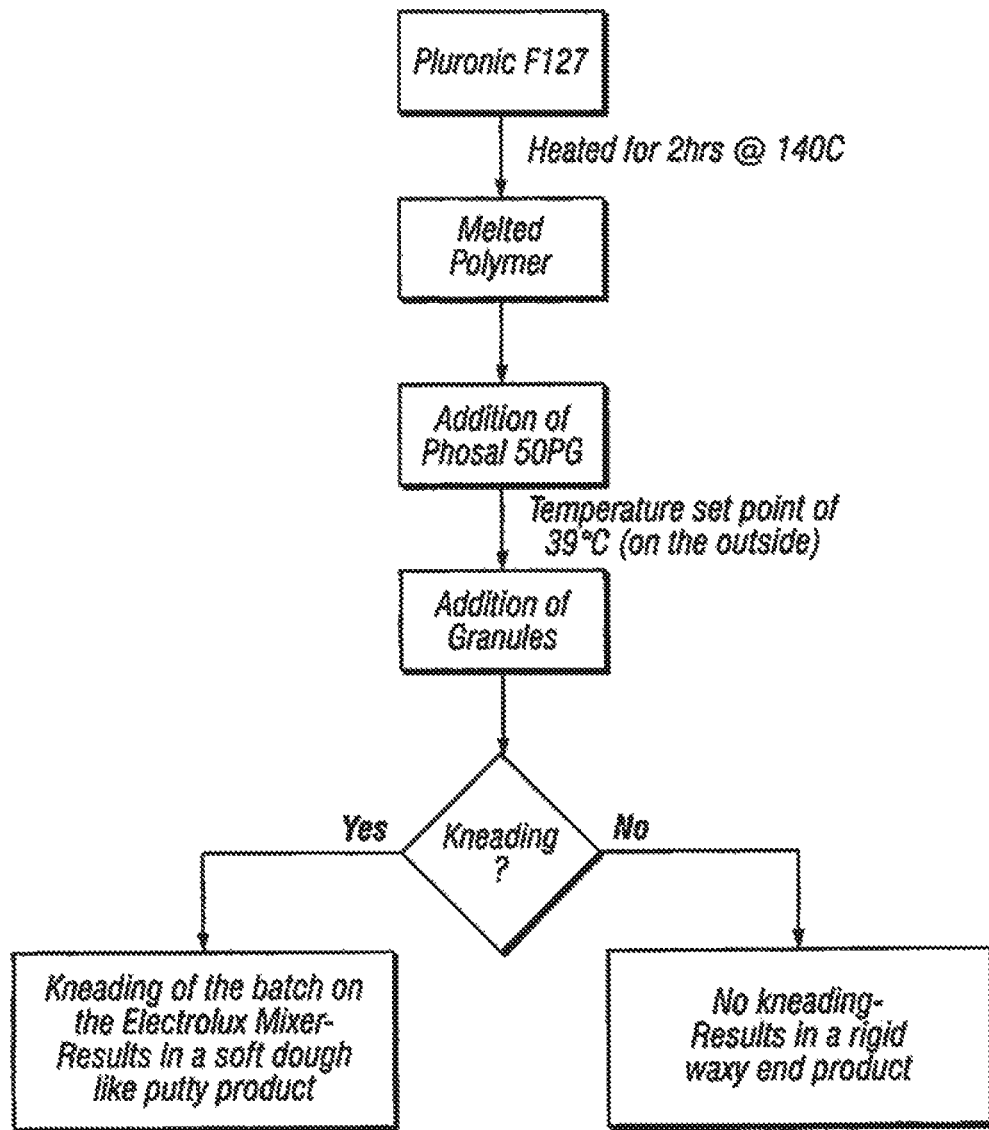 Pluronic F127
Heated for 2hrs @ 140C
Melted
Polymer
Addition of
Phosal 50PG
Temperature set point of
39°C (on the outside)
Addition of
Granules
Yes
Kneading
?
No
Kneading of the batch on
the Electrolux Mixer-
Results in a soft dough
like putty product
No kneading-
Results in a rigid
waxy end product